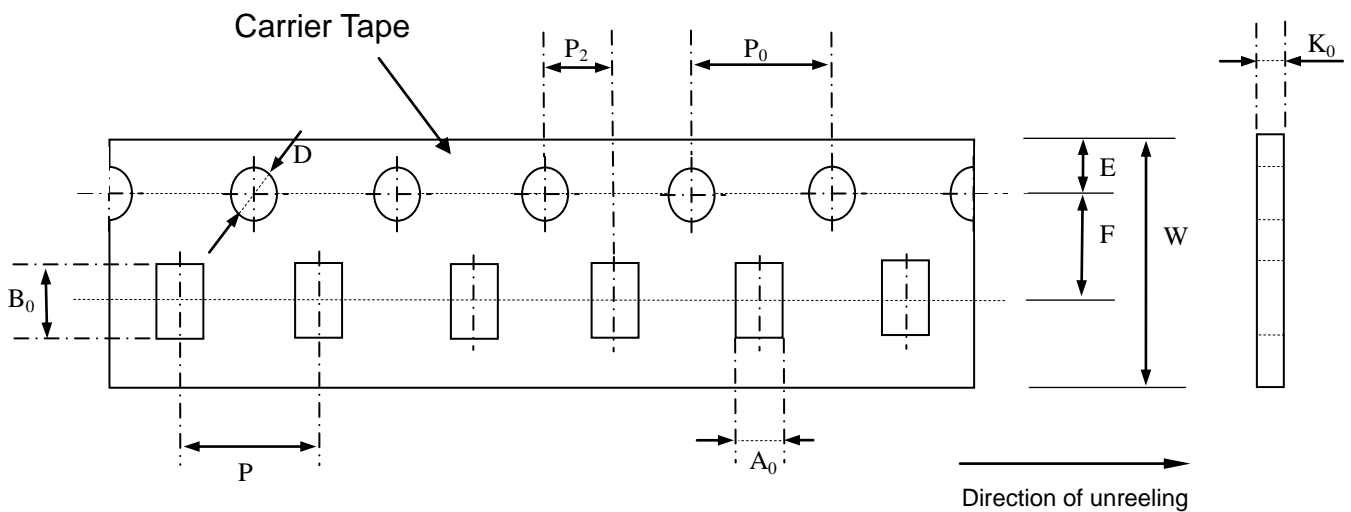 Carrier Tape
P₂
P₀
K₀
D
E
F
W
B₀
P
A₀
Direction of unreeling